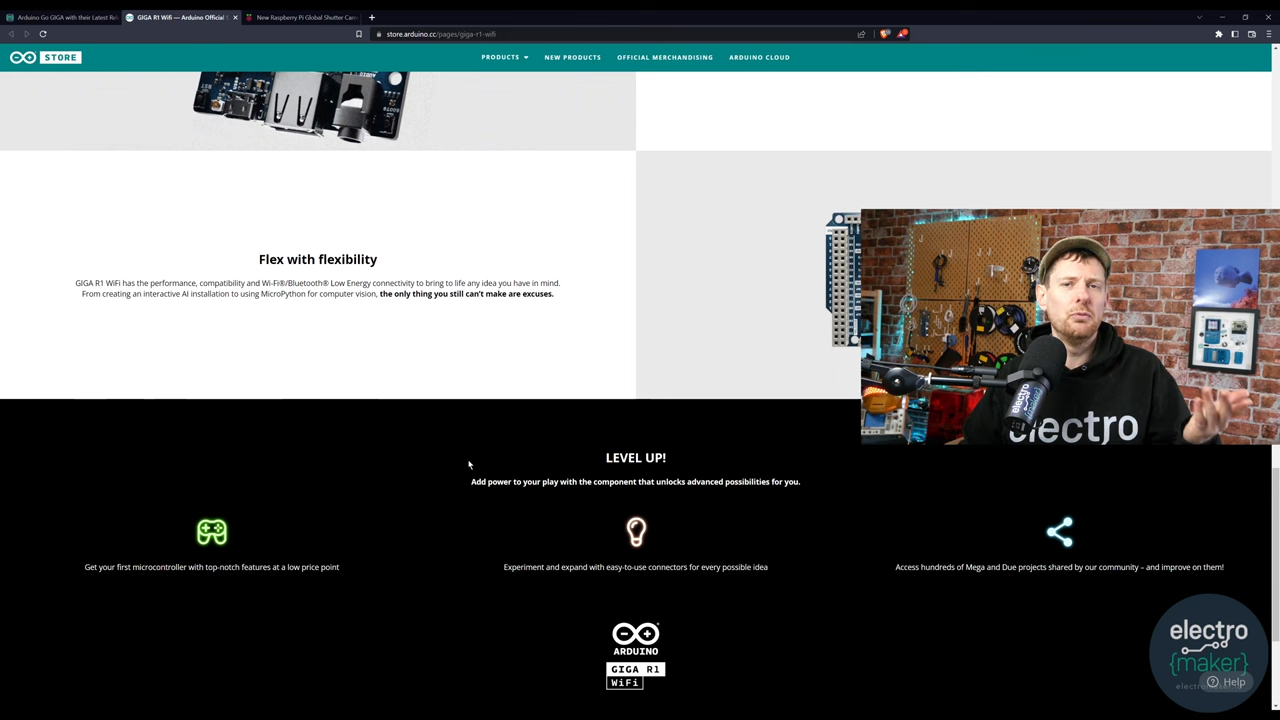 Arduino Go GIGA with their Latest R
GIGA R1 Wifi — Arduino Official
New Raspberry Pi Global Shutter Cam
store.arduino.cc/pages/giga-r1-wifi
STORE
PRODUCTS
NEW PRODUCTS
OFFICIAL MERCHANDISING
ARDUINO CLOUD
Flex with flexibility
GIGA R1 WiFi has the performance, compatibility and Wi-Fi®/Bluetooth® Low Energy connectivity to bring to life any idea you have in mind.
From creating an interactive AI installation to using MicroPython for computer vision, the only thing you still can't make are excuses.
electro
electro
LEVEL UP!
Add power to your play with the component that unlocks advanced possibilities for you.
Get your first microcontroller with top-notch features at a low price point
Experiment and expand with easy-to-use connectors for every possible idea
Access hundreds of Mega and Due projects shared by our community – and improve on them!
ARDUINO
GIGA R1
WiFi
electro
{maker}
Help